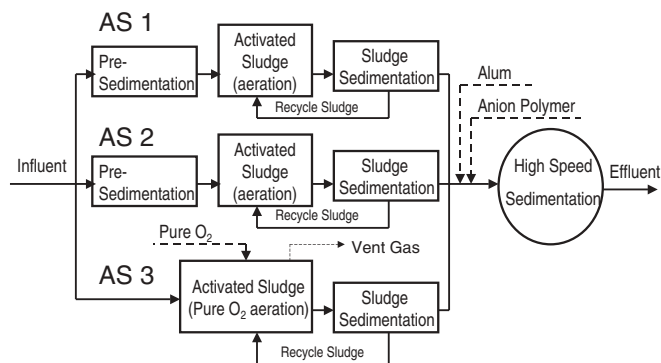 AS 1
Pre-
Sedimentation
Activated
Sludge
(aeration)
Sludge
Sedimentation
Recycle Sludge
Alum
Anion Polymer
AS 2
Influent
Pre-
Sedimentation
Activated
Sludge
(aeration)
Sludge
Sedimentation
Recycle Sludge
High Speed
Sedimentation
Effluent
Pure O₂
Vent Gas
AS 3
Activated Sludge
(Pure O₂ aeration)
Sludge
Sedimentation
Recycle Sludge